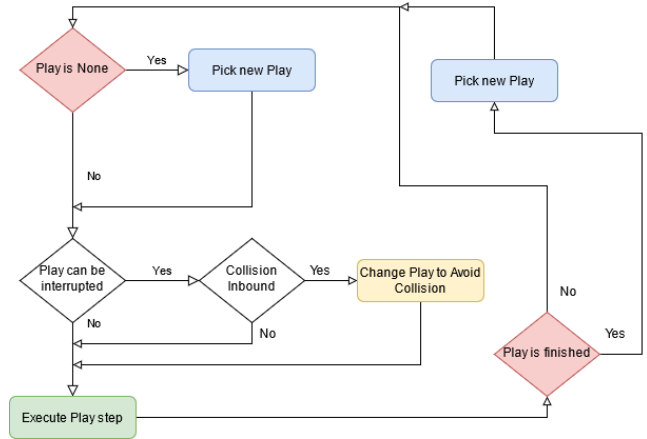 Play is None
Yes
Pick new Play
Pick new Play
No
Play can be
interrupted
Yes
Collision
Inbound
Yes
Change Play to Avoid
Collision
No
No
No
Yes
Play is finished
Execute Play step